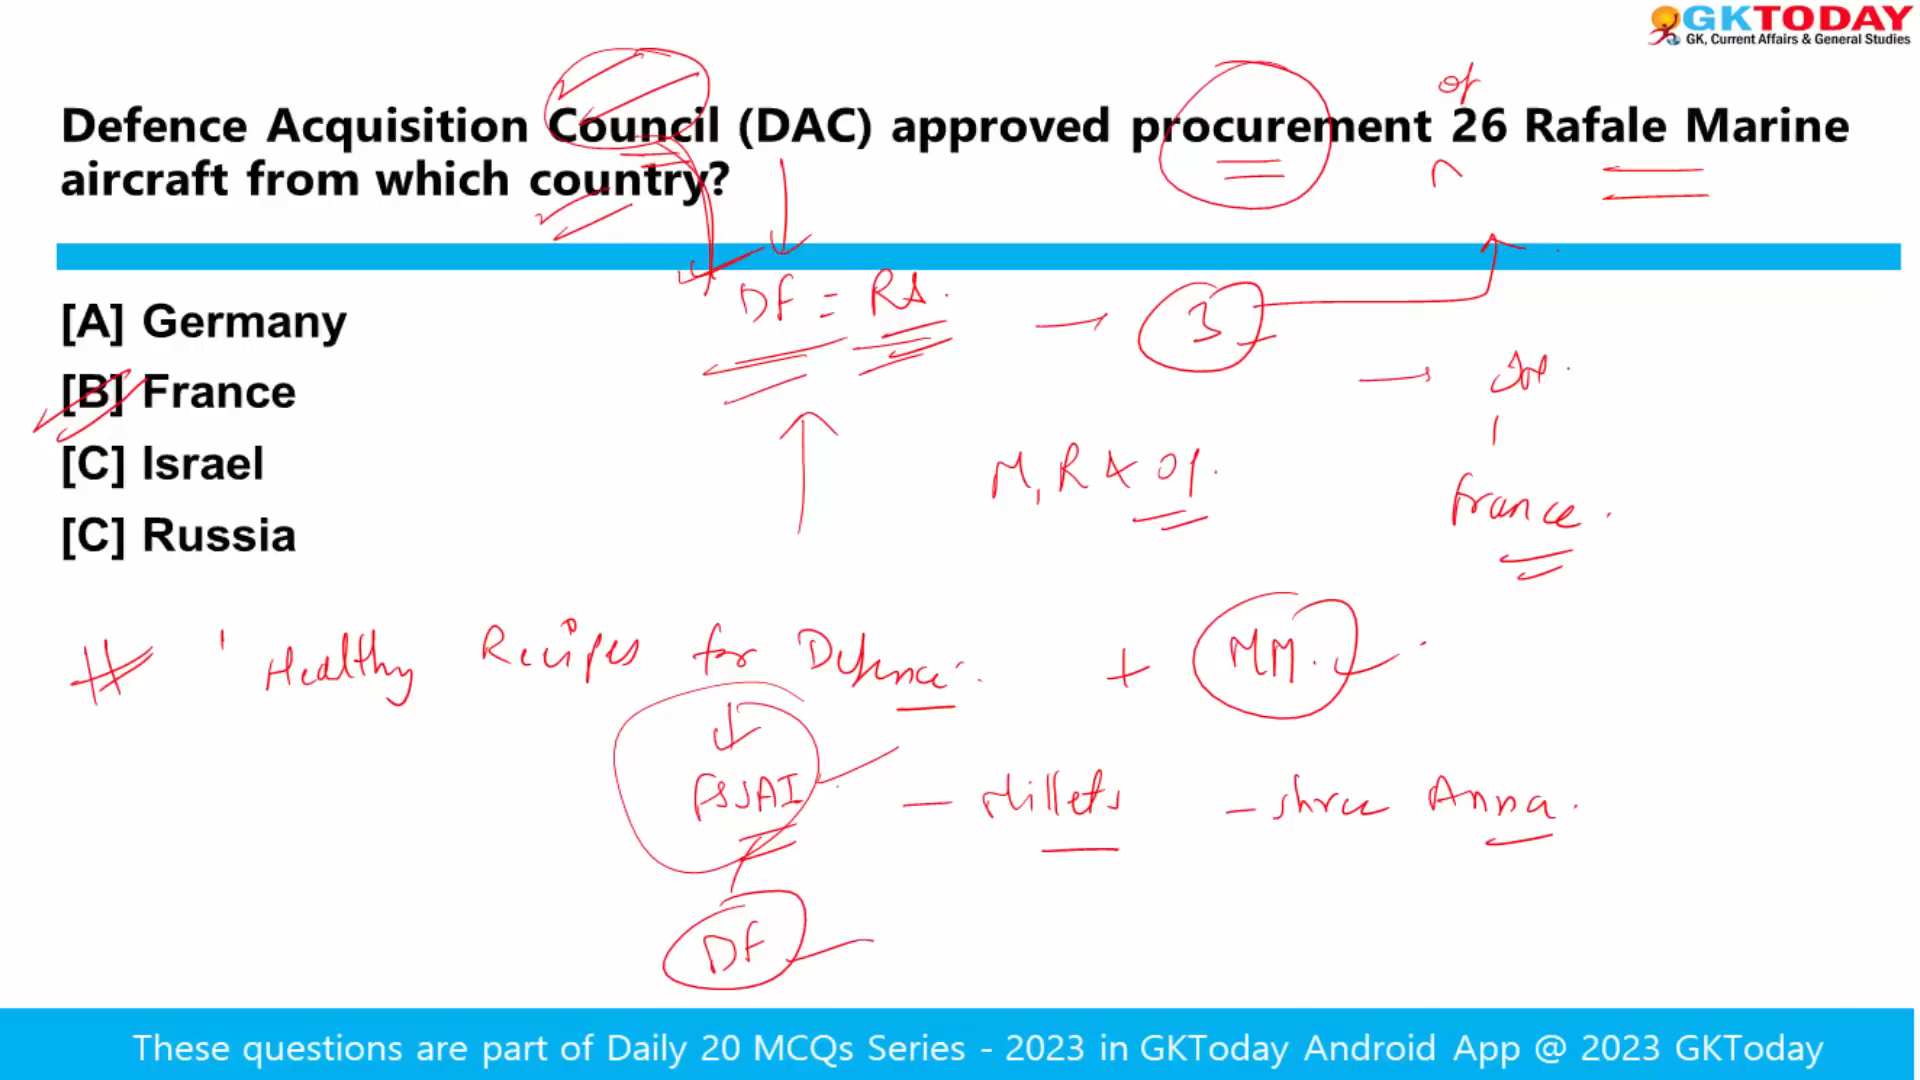 GKTODAY
GK, Current Affairs & General Studies
of
Defence Acquisition Council (DAC) approved procurement 26 Rafale Marine
aircraft from which country?
DF = RS.
3
[A] Germany
[B] France
[C] Israel
[C] Russia
M, R & Op.
France.
# ' Healthy Recipes for Defence. + MM.
FSSAI - Millets - Shree Anna.
DF
These questions are part of Daily 20 MCQs Series - 2023 in GKToday Android App @ 2023 GKToday